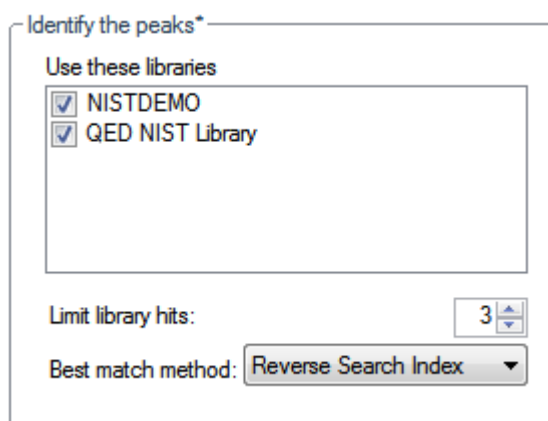 Identify the peaks*
Use these libraries
NISTDEMO
QED NIST Library
Limit library hits: 3
Best match method: Reverse Search Index